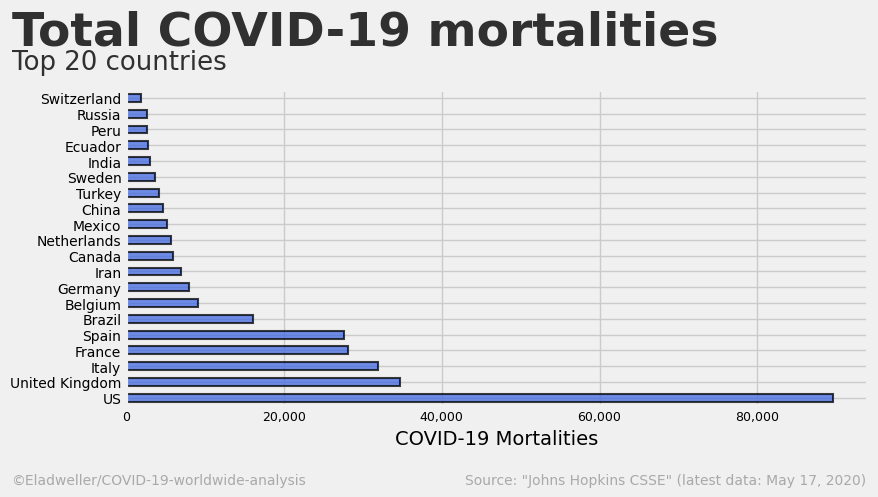 Total COVID-19 mortalities
Top 20 countries
Switzerland
Russia
Peru
Ecuador
India
Sweden
Turkey
China
Mexico
Netherlands
Canada
Iran
Germany
Belgium
Brazil
Spain
France
Italy
United Kingdom
US
0 20,000 40,000 60,000 80,000
COVID-19 Mortalities
©Eladweller/COVID-19-worldwide-analysis Source: "Johns Hopkins CSSE" (latest data: May 17, 2020)